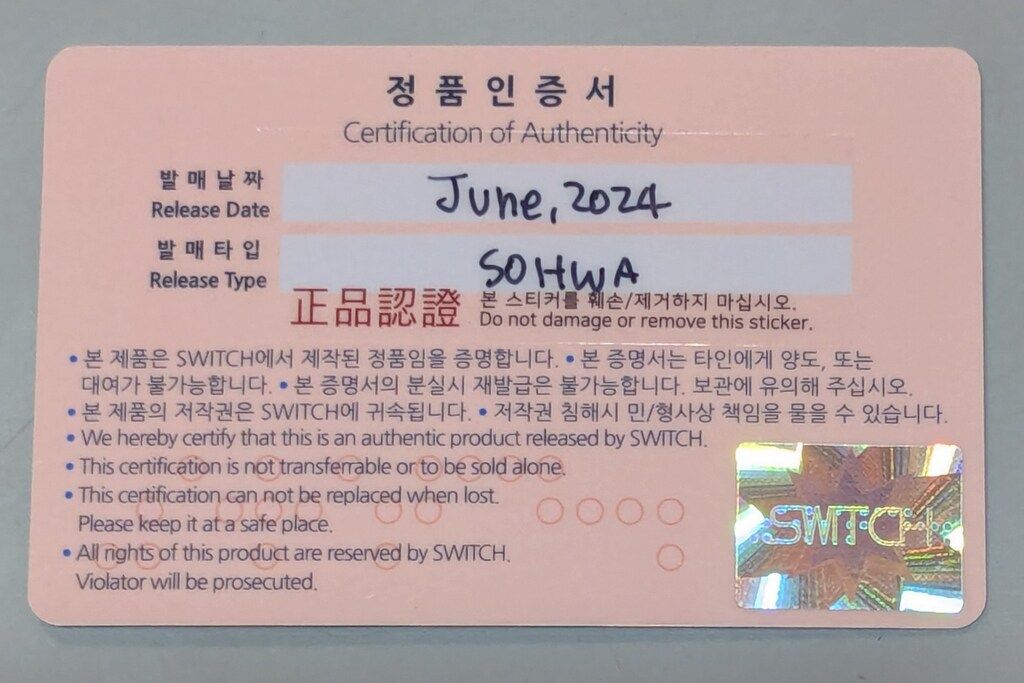 정품인증서
Certification of Authenticity
발매날짜
Release Date
June, 2024
발매타입
Release Type
SOHWA
正品認證
본 스티커를 훼손/제거하지 마십시오.
Do not damage or remove this sticker.
• 본 제품은 SWITCH에서 제작된 정품임을 증명합니다. • 본 증명서는 타인에게 양도, 또는
대여가 불가능합니다. • 본 증명서의 분실시 재발급은 불가능합니다. 보관에 유의해 주십시오.
• 본 제품의 저작권은 SWITCH에 귀속됩니다. • 저작권 침해시 민/형사상 책임을 물을 수 있습니다.
• We hereby certify that this is an authentic product released by SWITCH.
• This certification is not transferrable or to be sold alone.
• This certification can not be replaced when lost.
Please keep it at a safe place.
• All rights of this product are reserved by SWITCH.
Violator will be prosecuted.
SWITCH